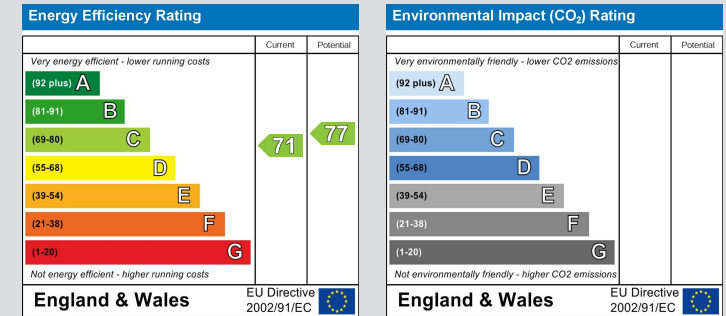 Energy Efficiency Rating
Current Potential
Very energy efficient - lower running costs
(92 plus) A
(81-91) B
(69-80) C
71
77
(55-68) D
(39-54) E
(21-38) F
(1-20) G
Not energy efficient - higher running costs
England & Wales
EU Directive
2002/91/EC
Environmental Impact (CO₂) Rating
Current Potential
Very environmentally friendly - lower CO2 emissions
(92 plus) A
(81-91) B
(69-80) C
(55-68) D
(39-54) E
(21-38) F
(1-20) G
Not environmentally friendly - higher CO2 emissions
England & Wales
EU Directive
2002/91/EC